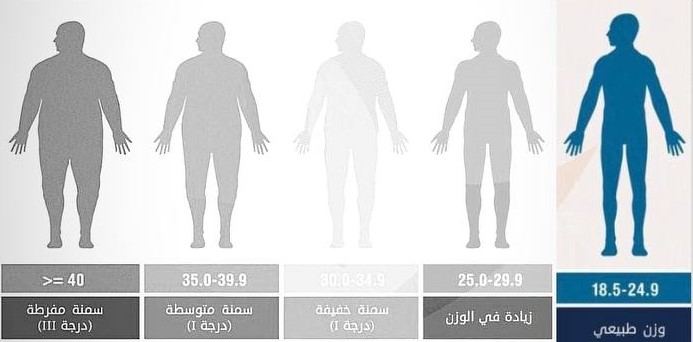 18.5-24.9
وزن طبيعي
25.0-29.9
زيادة في الوزن
30.0-34.9
سمنة خفيفة
(درجة I)
35.0-39.9
سمنة متوسطة
(درجة I)
>= 40
سمنة مفرطة
(درجة III)